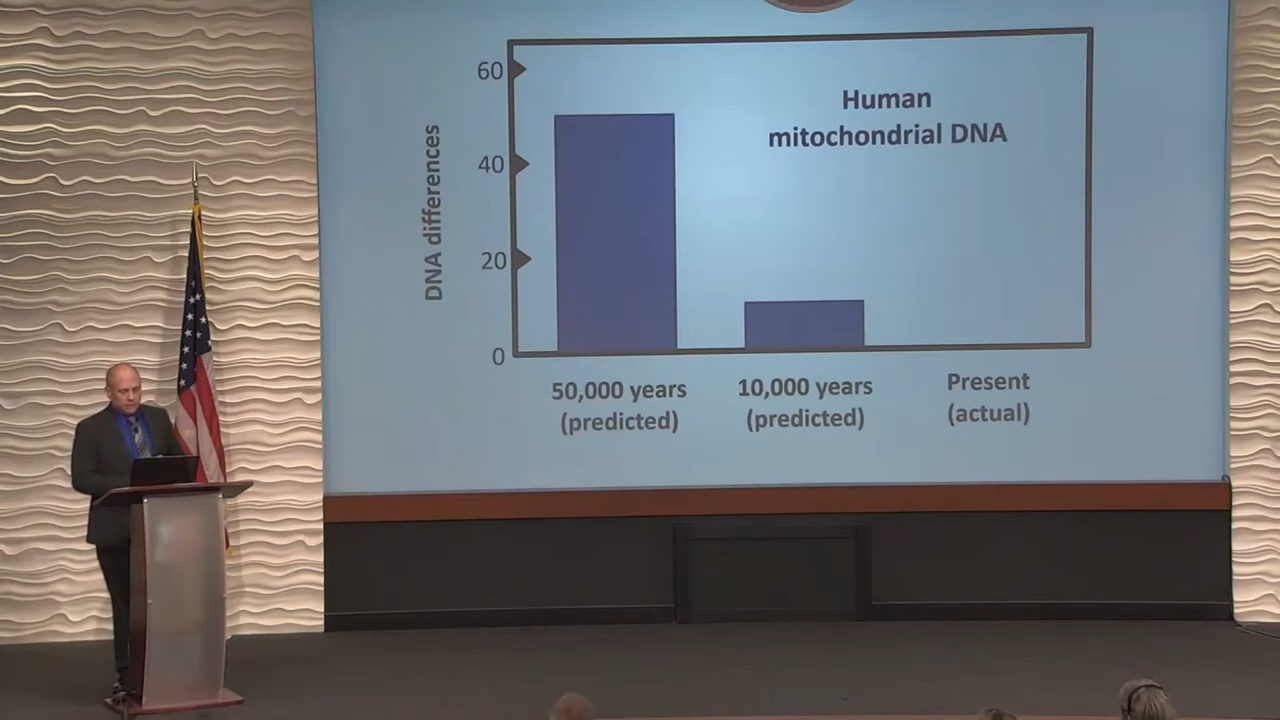 Human
mitochondrial DNA
DNA differences
60
40
20
0
50,000 years
(predicted)
10,000 years
(predicted)
Present
(actual)